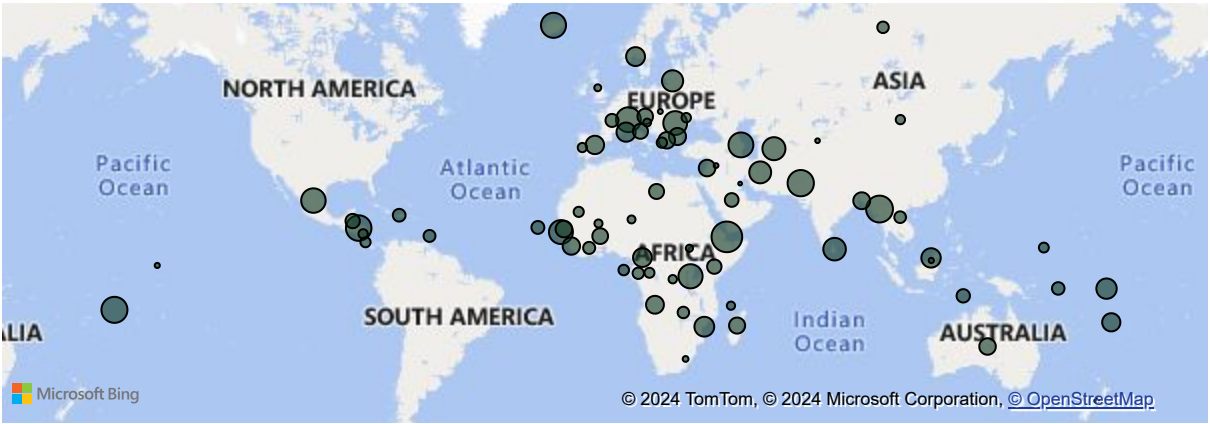 NORTH AMERICA
ASIA
EUROPE
Pacific
Ocean
Atlantic
Ocean
Pacific
Ocean
AFRICA
SOUTH AMERICA
Indian
Ocean
ALIA
AUSTRALIA
Microsoft Bing
© 2024 TomTom, © 2024 Microsoft Corporation, © OpenStreetMap